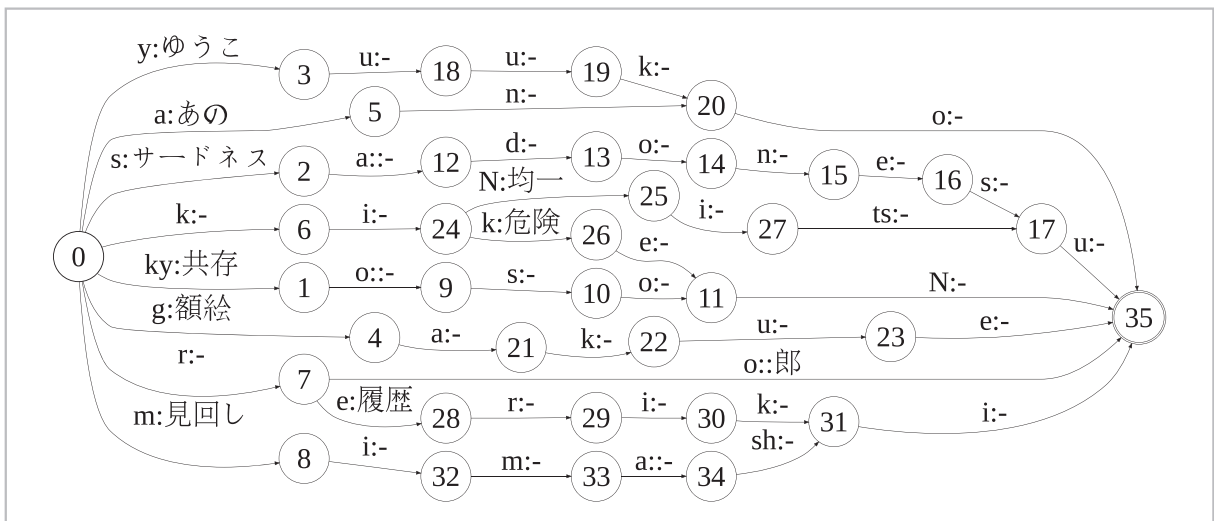 y:ゆうこ
3
u:-
18
u:-
19
k:-
20
o:-
a:あの
5
n:-
s:サードネス
2
a::-
12
d:-
13
o:-
14
n:-
15
e:-
16
s:-
17
u:-
k:-
6
i:-
24
N:均一
25
i:-
27
ts:-
k:危険
26
e:-
0
ky:共存
1
o::-
9
s:-
10
o:-
11
N:-
35
g:額絵
4
a:-
21
k:-
22
u:-
23
e:-
r:-
7
o::郎
e:履歴
28
r:-
29
i:-
30
k:-
31
i:-
m:見回し
8
i:-
32
m:-
33
a::-
34
sh:-